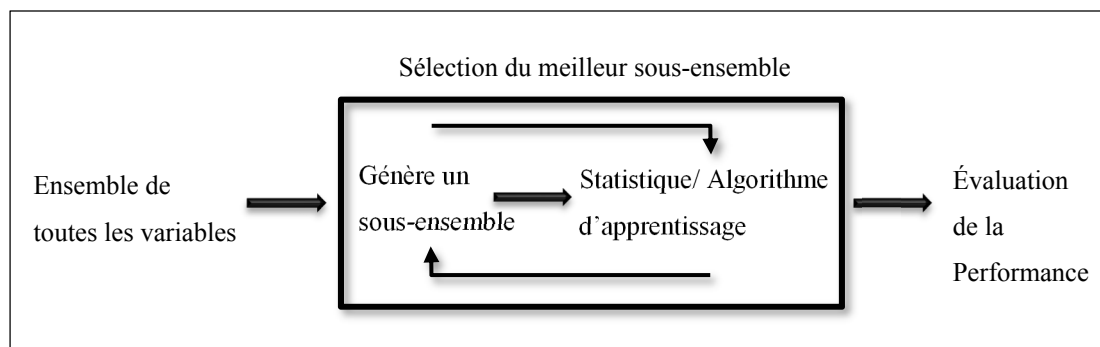 Sélection du meilleur sous-ensemble
Ensemble de
toutes les variables
Génère un
sous-ensemble
Statistique/ Algorithme
d'apprentissage
Évaluation
de la
Performance